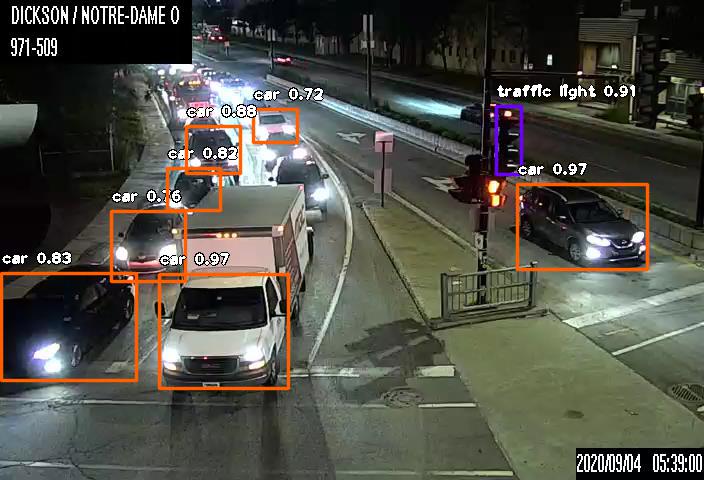 DICKSON / NOTRE-DAME O
971-509
car 0.72
car 0.88
traffic light 0.91
car 0.82
car 0.97
car 0.76
car 0.83
car 0.97
2020/09/04 05:39:00